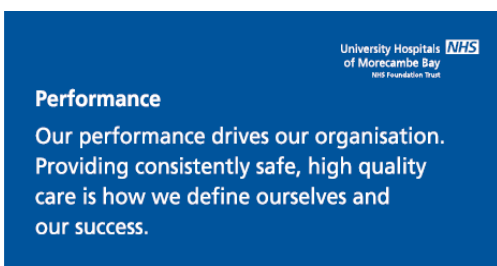 University Hospitals NHS
of Morecambe Bay
NHS Foundation Trust
Performance
Our performance drives our organisation.
Providing consistently safe, high quality
care is how we define ourselves and
our success.